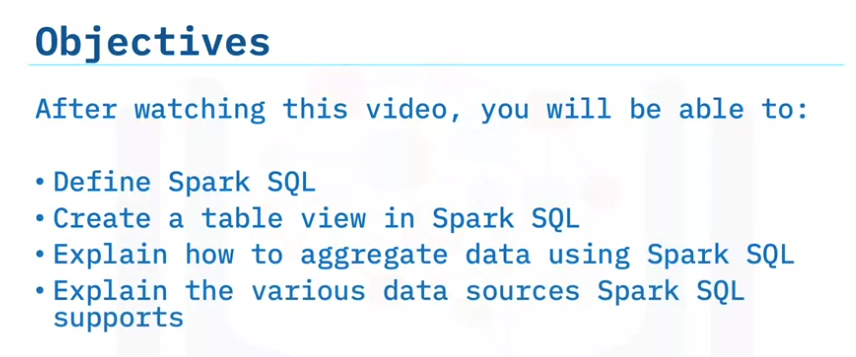 Objectives
After watching this video, you will be able to:
• Define Spark SQL
• Create a table view in Spark SQL
• Explain how to aggregate data using Spark SQL
• Explain the various data sources Spark SQL
supports